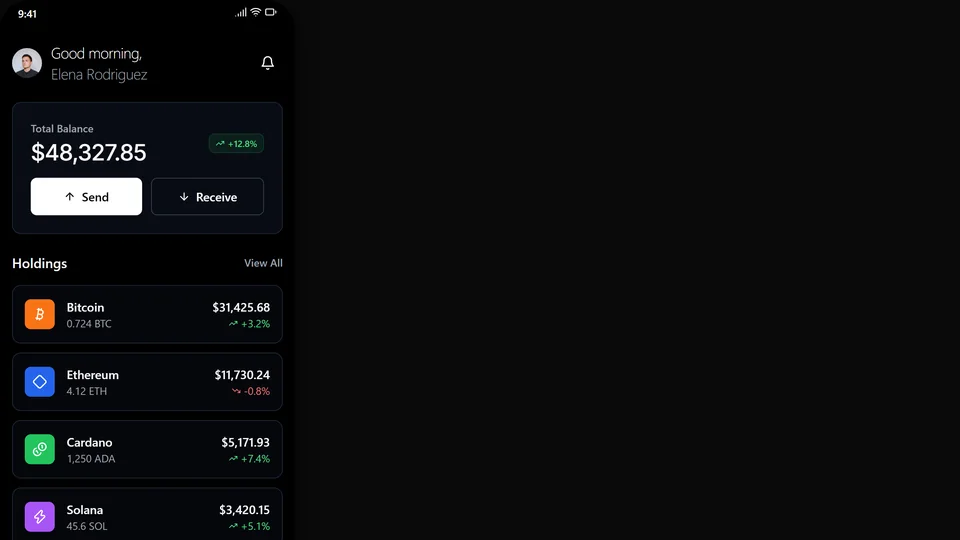 9:41
Good morning,
Elena Rodriguez
Total Balance
$48,327.85
+12.8%
Send
Receive
Holdings
View All
Bitcoin
$31,425.68
0.724 BTC
+3.2%
Ethereum
$11,730.24
4.12 ETH
-0.8%
Cardano
$5,171.93
1,250 ADA
+7.4%
Solana
$3,420.15
45.6 SOL
+5.1%